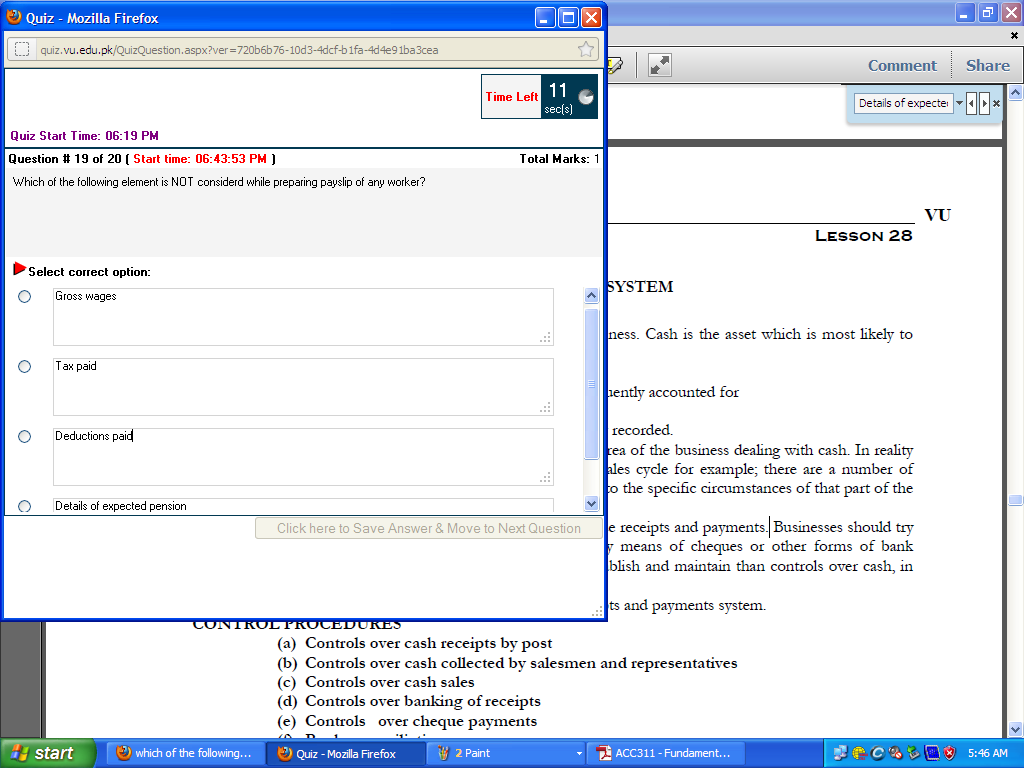 Quiz - Mozilla Firefox
quiz.vu.edu.pk/QuizQuestion.aspx?ver=720b6b76-10d3-4dcf-b1fa-4d4e91ba3cea
Time Left 11 sec(s)
Quiz Start Time: 06:19 PM
Question # 19 of 20 ( Start time: 06:43:53 PM ) Total Marks: 1
Which of the following element is NOT considerd while preparing payslip of any worker?
Select correct option:
Gross wages
Tax paid
Deductions paid
Details of expected pension
Click here to Save Answer & Move to Next Question
Comment Share
Details of expecte
VU
LESSON 28
SYSTEM
ness. Cash is the asset which is most likely to
uently accounted for
recorded.
rea of the business dealing with cash. In reality
ales cycle for example; there are a number of
to the specific circumstances of that part of the
e receipts and payments. Businesses should try
y means of cheques or other forms of bank
blish and maintain than controls over cash, in
ts and payments system.
CONTROL PROCEDURES
(a) Controls over cash receipts by post
(b) Controls over cash collected by salesmen and representatives
(c) Controls over cash sales
(d) Controls over banking of receipts
(e) Controls over cheque payments
start which of the following... Quiz - Mozilla Firefox 2 Paint ACC311 - Fundament... 5:46 AM